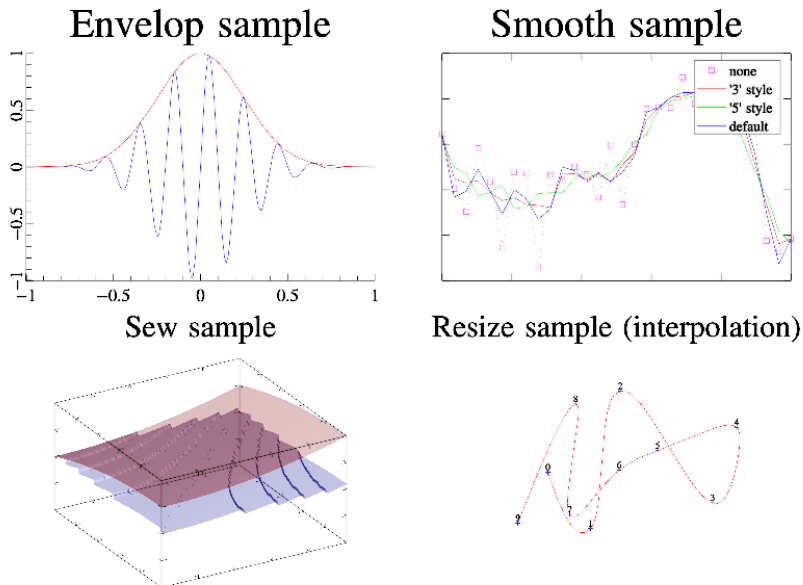 Envelop sample
Smooth sample
1
0.5
0
−0.5
−1
−1 −0.5 0 0.5 1
none
'3' style
'5' style
default
Sew sample
Resize sample (interpolation)
8
2
4
5
0
6
3
7
9
1